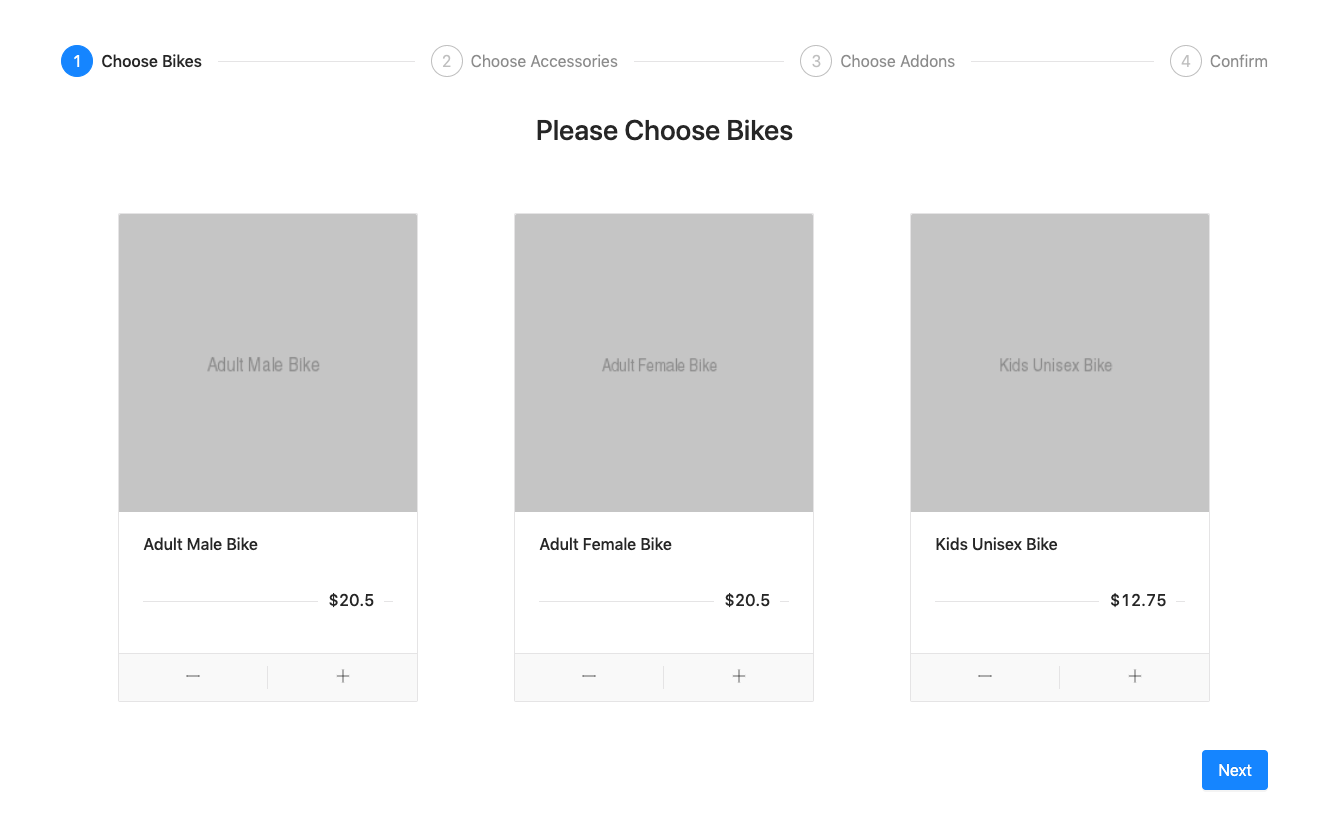 1 Choose Bikes 2 Choose Accessories 3 Choose Addons 4 Confirm
Please Choose Bikes
Adult Male Bike
Adult Female Bike
Kids Unisex Bike
Adult Male Bike
Adult Female Bike
Kids Unisex Bike
$20.5
$20.5
$12.75
Next